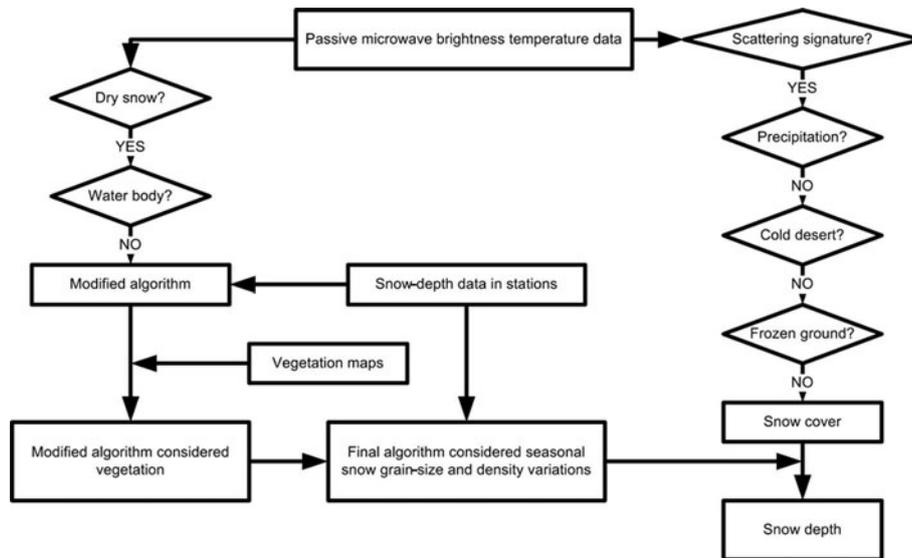 Passive microwave brightness temperature data
Scattering signature?
Dry snow?
YES
YES
Precipitation?
Water body?
NO
Cold desert?
NO
Modified algorithm
Snow-depth data in stations
NO
Frozen ground?
Vegetation maps
NO
Snow cover
Modified algorithm considered
vegetation
Final algorithm considered seasonal
snow grain-size and density variations
Snow depth